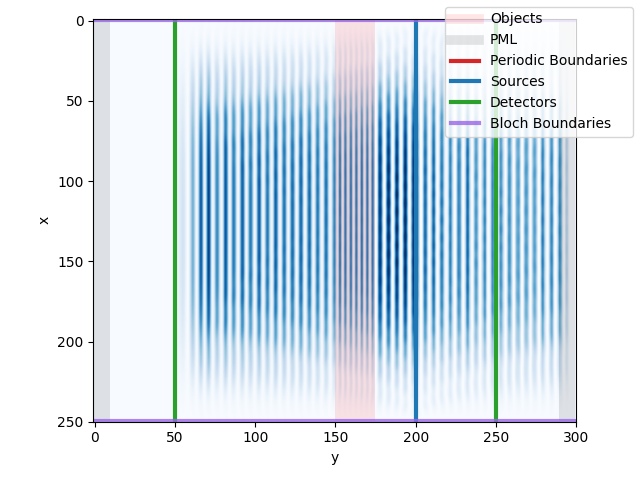 Objects
PML
Periodic Boundaries
Sources
Detectors
Bloch Boundaries
0
50
100
150
200
250
x
0 50 100 150 200 250 300
y